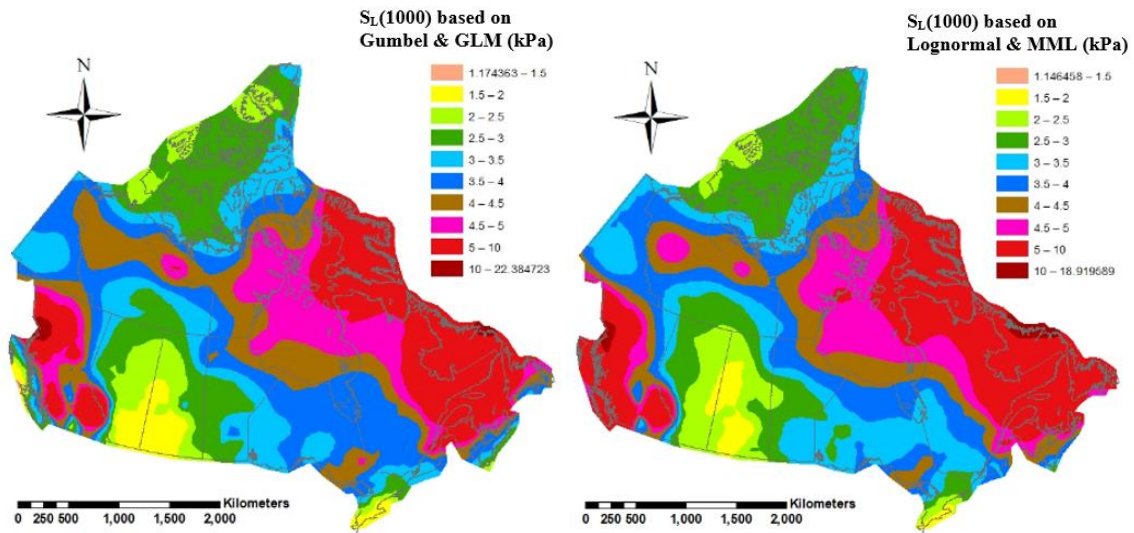 S_L(1000) based on
Gumbel & GLM (kPa)
N
1.174363 – 1.5
1.5 – 2
2 – 2.5
2.5 – 3
3 – 3.5
3.5 – 4
4 – 4.5
4.5 – 5
5 – 10
10 – 22.384723
Kilometers
0 250 500 1,000 1,500 2,000
S_L(1000) based on
Lognormal & MML (kPa)
N
1.146458 – 1.5
1.5 – 2
2 – 2.5
2.5 – 3
3 – 3.5
3.5 – 4
4 – 4.5
4.5 – 5
5 – 10
10 – 18.919589
Kilometers
0 250 500 1,000 1,500 2,000